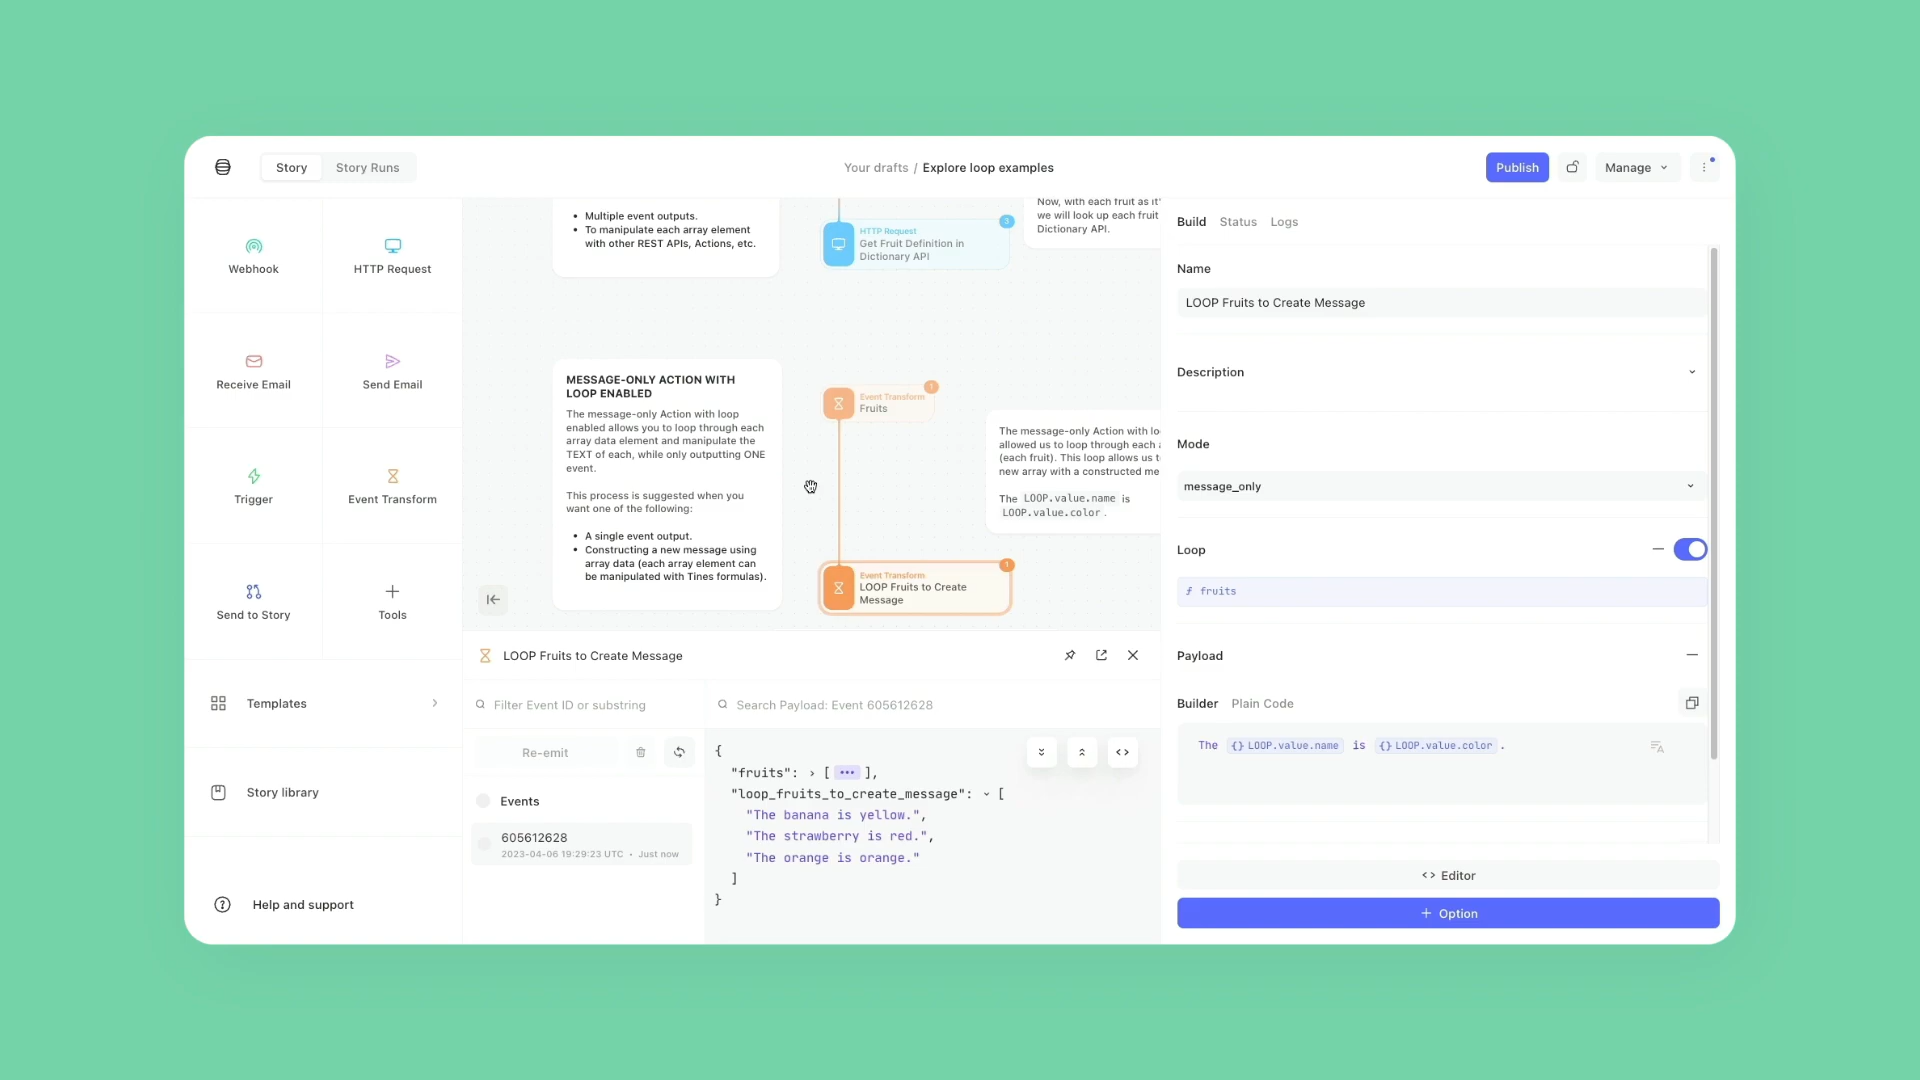 Story
Story Runs
Your drafts / Explore loop examples
Publish
Manage
Webhook
HTTP Request
Receive Email
Send Email
Trigger
Event Transform
Send to Story
Tools
Templates
Story library
Help and support
• Multiple event outputs.
• To manipulate each array element
with other REST APIs, Actions, etc.
3
HTTP Request
Get Fruit Definition in
Dictionary API
Now, with each fruit as it'
we will look up each fruit
Dictionary API.
MESSAGE-ONLY ACTION WITH
LOOP ENABLED
The message-only Action with loop
enabled allows you to loop through each
array data element and manipulate the
TEXT of each, while only outputting ONE
event.
This process is suggested when you
want one of the following:
• A single event output.
• Constructing a new message using
array data (each array element can
be manipulated with Tines formulas).
1
Event Transform
Fruits
The message-only Action with lo
allowed us to loop through each
(each fruit). This loop allows us t
new array with a constructed me
The LOOP.value.name is
LOOP.value.color.
1
Event Transform
LOOP Fruits to Create
Message
LOOP Fruits to Create Message
Filter Event ID or substring
Search Payload: Event 605612628
Re-emit
Events
605612628
2023-04-06 19:29:23 UTC • Just now
{
"fruits": › [ ••• ],
"loop_fruits_to_create_message": [
"The banana is yellow.",
"The strawberry is red.",
"The orange is orange."
]
}
Build
Status
Logs
Name
LOOP Fruits to Create Message
Description
Mode
message_only
Loop
ƒ fruits
Payload
Builder
Plain Code
The {} LOOP.value.name is {} LOOP.value.color .
<> Editor
+ Option